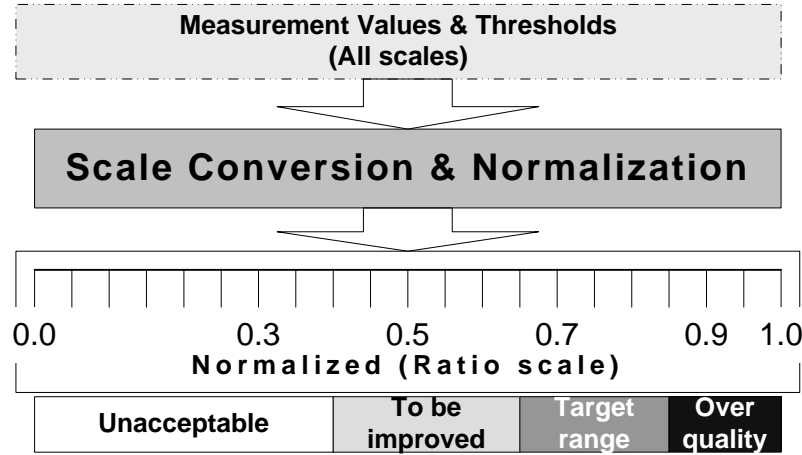 Measurement Values & Thresholds
(All scales)
Scale Conversion & Normalization
0.0 0.3 0.5 0.7 0.9 1.0
Normalized (Ratio scale)
Unacceptable
To be
improved
Target
range
Over
quality